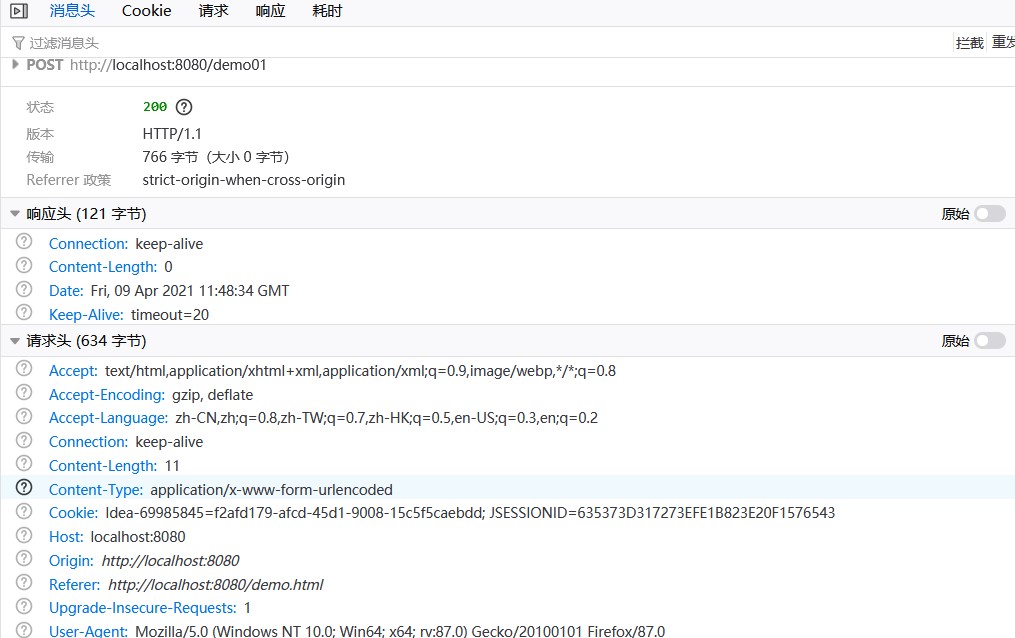 消息头 Cookie 请求 响应 耗时
过滤消息头 拦截 重发
POST http://localhost:8080/demo01
状态 200
版本 HTTP/1.1
传输 766 字节（大小 0 字节）
Referrer 政策 strict-origin-when-cross-origin
响应头 (121 字节) 原始
Connection: keep-alive
Content-Length: 0
Date: Fri, 09 Apr 2021 11:48:34 GMT
Keep-Alive: timeout=20
请求头 (634 字节) 原始
Accept: text/html,application/xhtml+xml,application/xml;q=0.9,image/webp,*/*;q=0.8
Accept-Encoding: gzip, deflate
Accept-Language: zh-CN,zh;q=0.8,zh-TW;q=0.7,zh-HK;q=0.5,en-US;q=0.3,en;q=0.2
Connection: keep-alive
Content-Length: 11
Content-Type: application/x-www-form-urlencoded
Cookie: Idea-69985845=f2afd179-afcd-45d1-9008-15c5f5caebdd; JSESSIONID=635373D317273EFE1B823E20F1576543
Host: localhost:8080
Origin: http://localhost:8080
Referer: http://localhost:8080/demo.html
Upgrade-Insecure-Requests: 1
User-Agent: Mozilla/5.0 (Windows NT 10.0; Win64; x64; rv:87.0) Gecko/20100101 Firefox/87.0